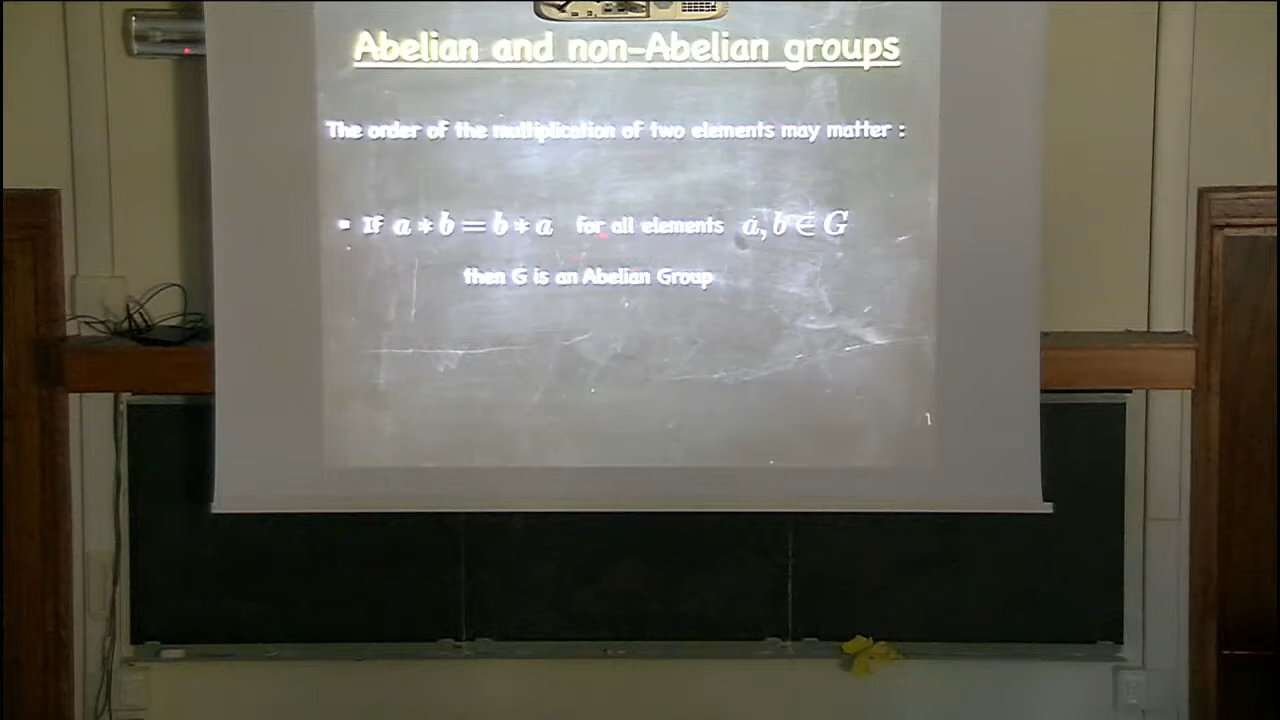 Abelian and non-Abelian groups
The order of the multiplication of two elements may matter :
▪ If a * b = b * a for all elements a, b ∈ G
then G is an Abelian Group